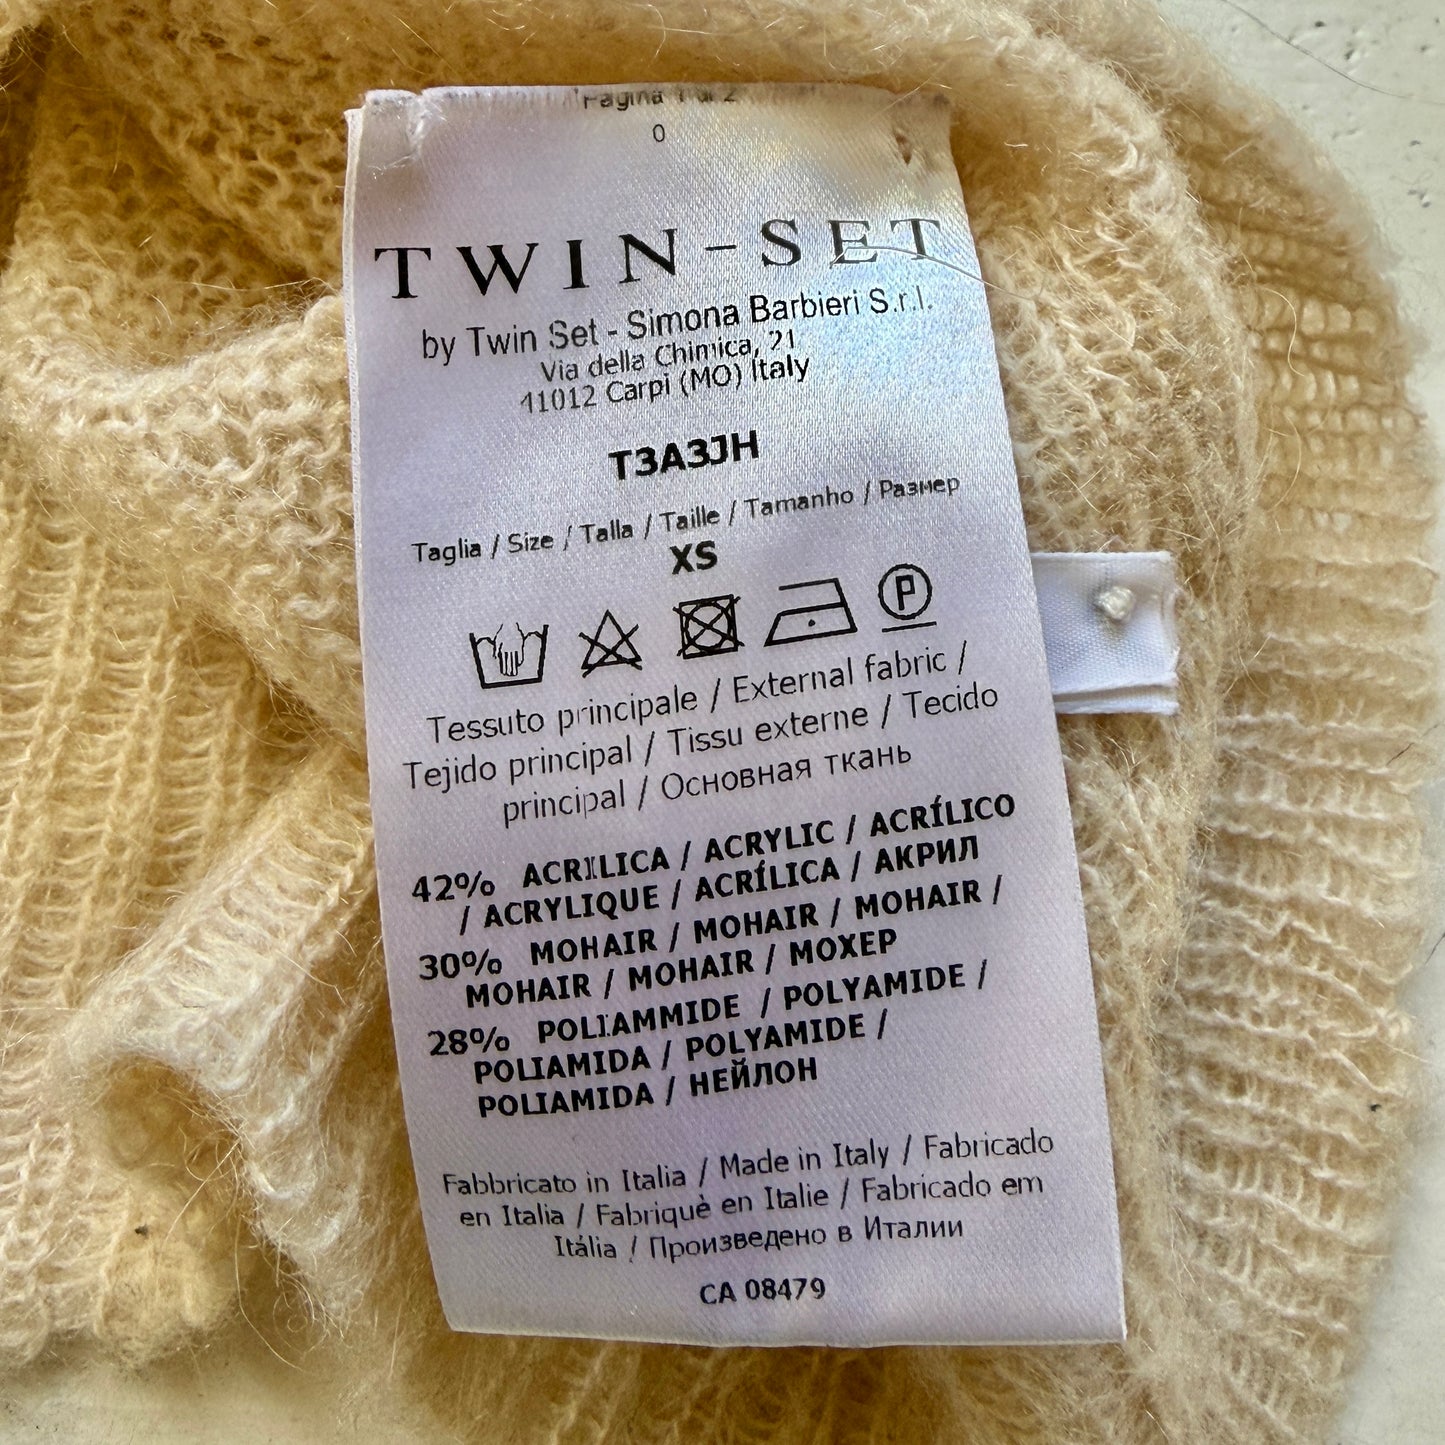 Pagina 1 di 2
0
TWIN-SET
by Twin Set - Simona Barbieri S.r.l.
Via della Chimica, 21
41012 Carpi (MO) Italy
T3A3JH
Taglia / Size / Talla / Taille / Tamanho / Размер
XS
P
Tessuto principale / External fabric /
Tejido principal / Tissu externe / Tecido
principal / Основная ткань
42% ACRILICA / ACRYLIC / ACRÍLICO
/ ACRYLIQUE / ACRÍLICA / АКРИЛ
30% MOHAIR / MOHAIR / MOHAIR /
MOHAIR / MOHAIR / МОХЕР
28% POLIAMMIDE / POLYAMIDE /
POLIAMIDA / POLYAMIDE /
POLIAMIDA / НЕЙЛОН
Fabbricato in Italia / Made in Italy / Fabricado
en Italia / Fabriquè en Italie / Fabricado em
Itália / Произведено в Италии
CA 08479